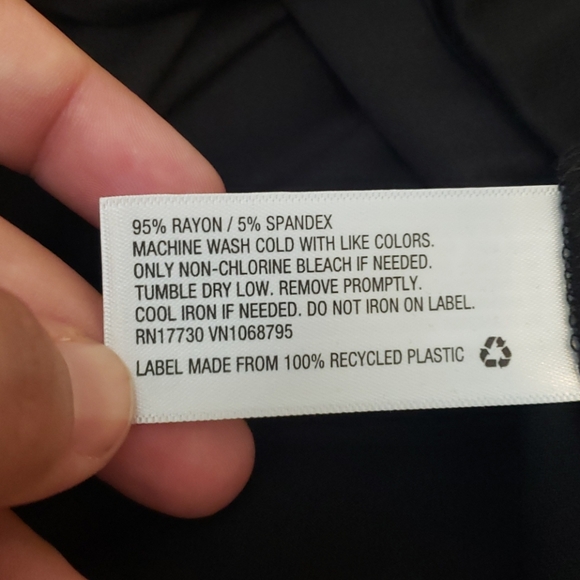 95% RAYON / 5% SPANDEX
MACHINE WASH COLD WITH LIKE COLORS.
ONLY NON-CHLORINE BLEACH IF NEEDED.
TUMBLE DRY LOW. REMOVE PROMPTLY.
COOL IRON IF NEEDED. DO NOT IRON ON LABEL.
RN17730 VN1068795
LABEL MADE FROM 100% RECYCLED PLASTIC